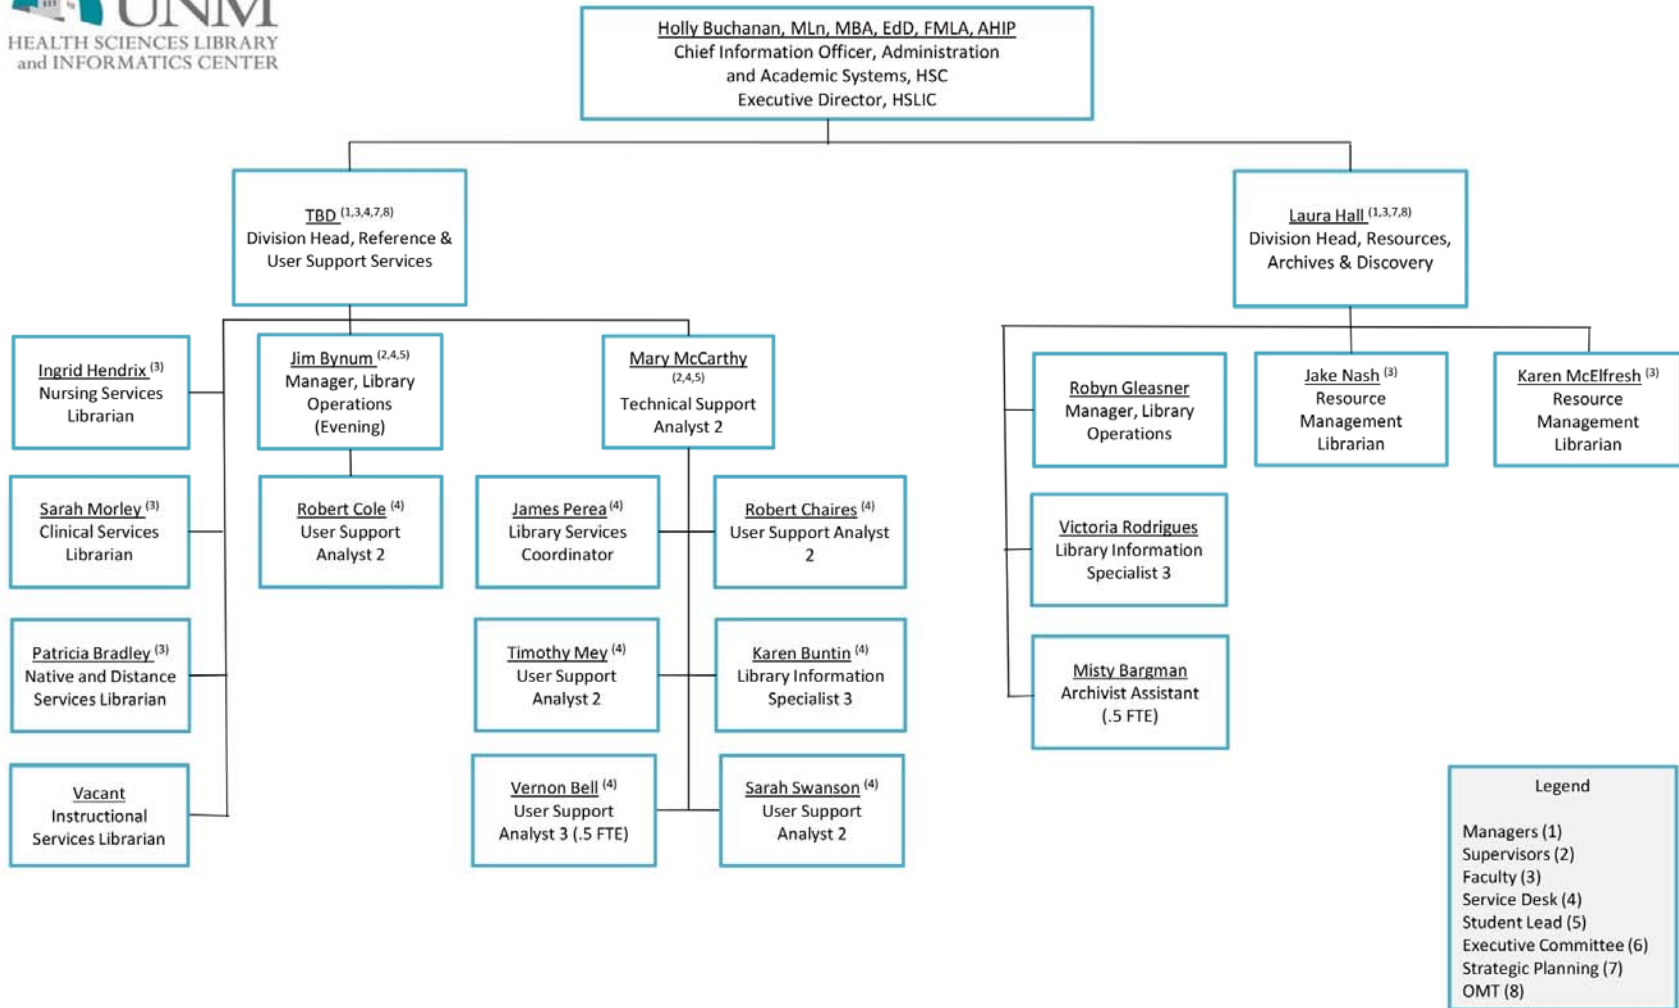 UNM
HEALTH SCIENCES LIBRARY
and INFORMATICS CENTER
Holly Buchanan, MLn, MBA, EdD, FMLA, AHIP
Chief Information Officer, Administration
and Academic Systems, HSC
Executive Director, HSLIC
TBD (1,3,4,7,8)
Division Head, Reference &
User Support Services
Laura Hall (1,3,7,8)
Division Head, Resources,
Archives & Discovery
Ingrid Hendrix (3)
Nursing Services
Librarian
Jim Bynum (2,4,5)
Manager, Library
Operations
(Evening)
Mary McCarthy
(2,4,5)
Technical Support
Analyst 2
Robyn Gleasner
Manager, Library
Operations
Jake Nash (3)
Resource
Management
Librarian
Karen McElfresh (3)
Resource
Management
Librarian
Sarah Morley (3)
Clinical Services
Librarian
Robert Cole (4)
User Support
Analyst 2
James Perea (4)
Library Services
Coordinator
Robert Chaires (4)
User Support Analyst
2
Victoria Rodrigues
Library Information
Specialist 3
Patricia Bradley (3)
Native and Distance
Services Librarian
Timothy Mey (4)
User Support
Analyst 2
Karen Buntin (4)
Library Information
Specialist 3
Misty Bargman
Archivist Assistant
(.5 FTE)
Vacant
Instructional
Services Librarian
Vernon Bell (4)
User Support
Analyst 3 (.5 FTE)
Sarah Swanson (4)
User Support
Analyst 2
Legend
Managers (1)
Supervisors (2)
Faculty (3)
Service Desk (4)
Student Lead (5)
Executive Committee (6)
Strategic Planning (7)
OMT (8)